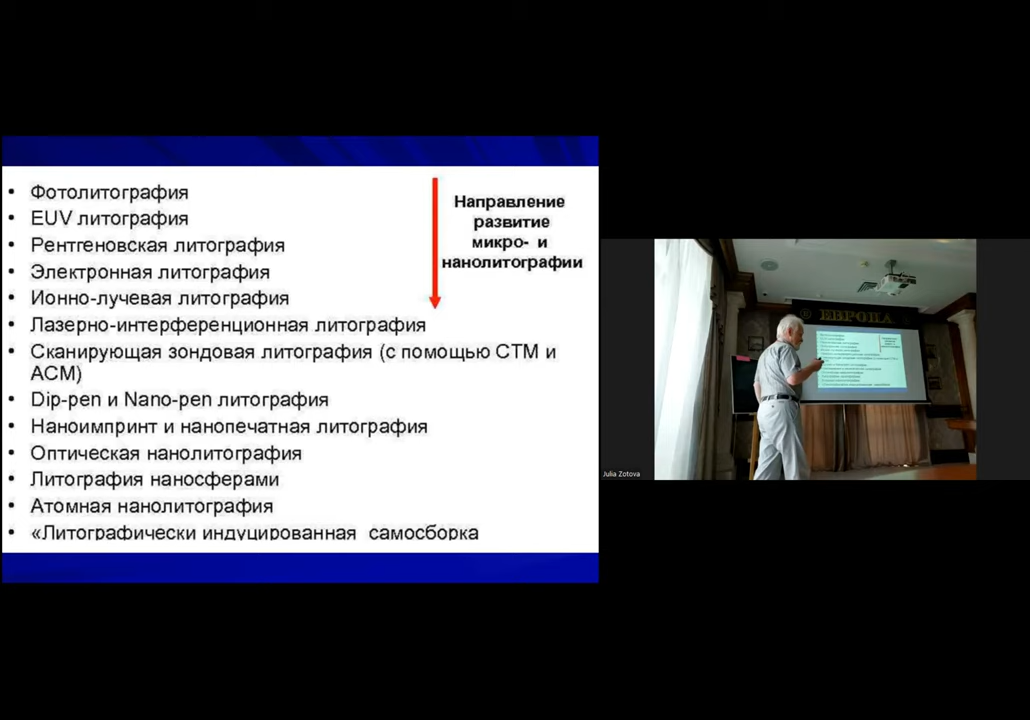 Фотолитография
EUV литография
Рентгеновская литография
Электронная литография
Ионно-лучевая литография
Лазерно-интерференционная литография
Сканирующая зондовая литография (с помощью СТМ и
АСМ)
Dip-pen и Nano-pen литография
Наноимпринт и нанопечатная литография
Оптическая нанолитография
Литография наносферами
Атомная нанолитография
«Литографически индуцированная самосборка
Направление
развитие
микро- и
нанолитографии
ЕВРОПА
Julia Zotova